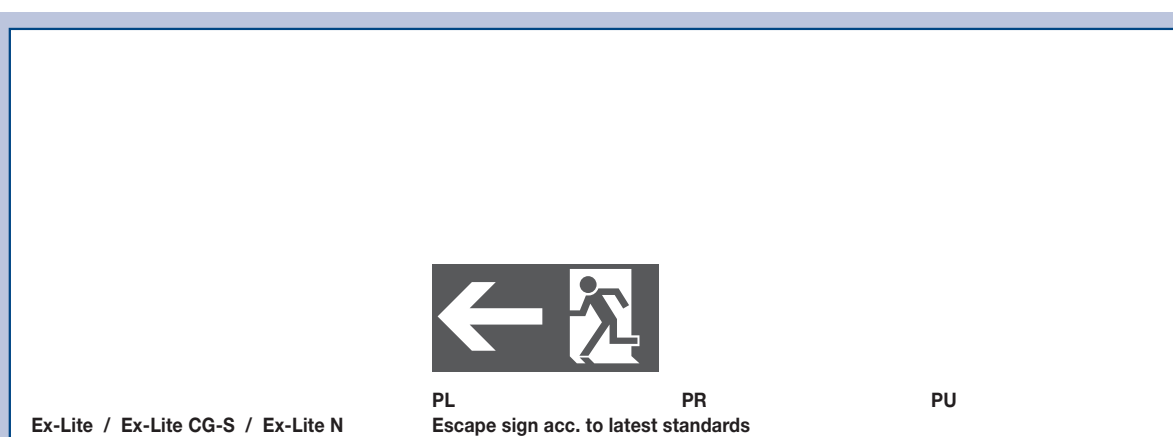 PL PR PU
Ex-Lite / Ex-Lite CG-S / Ex-Lite N Escape sign acc. to latest standards